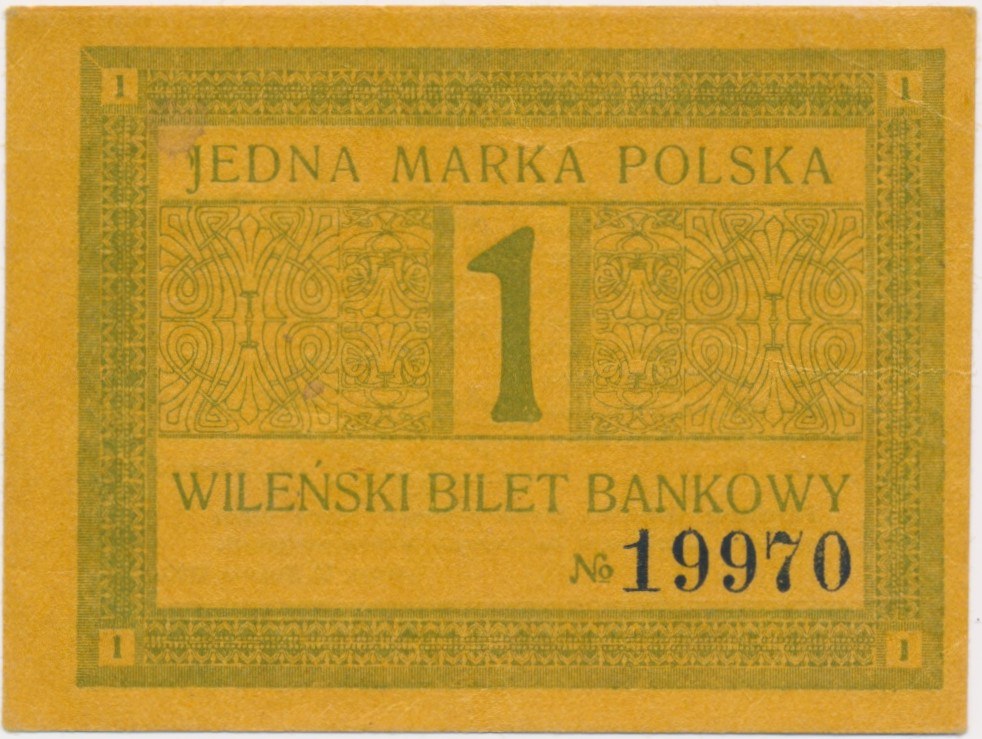 1 1
JEDNA MARKA POLSKA
1
WILEŃSKI BILET BANKOWY
№ 19970
1 1